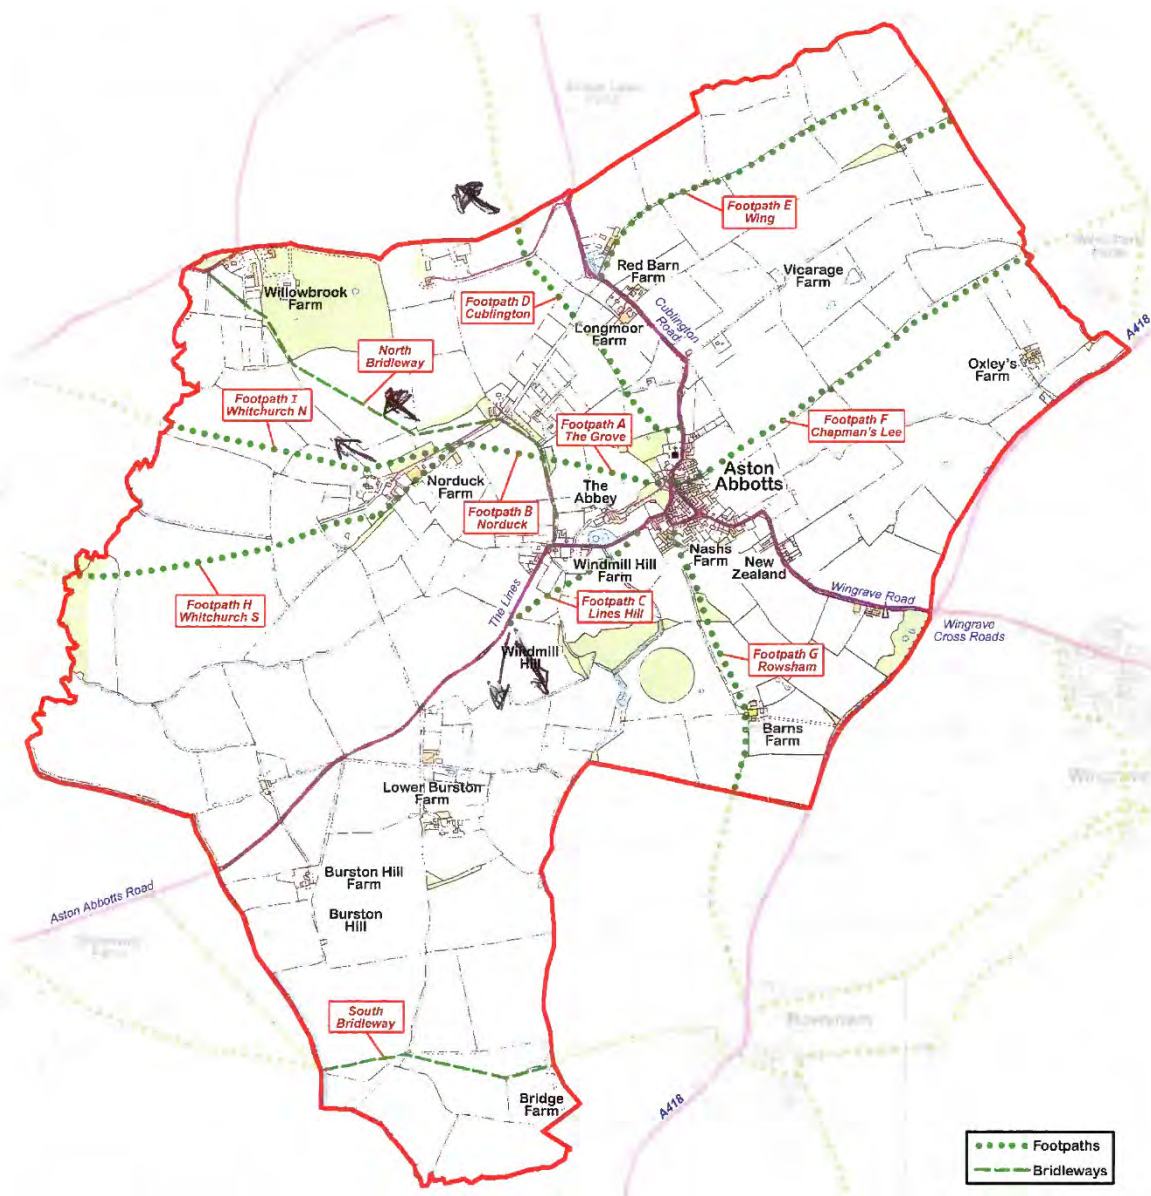 Footpath E
Wing
Red Barn
Farm
Vicarage
Farm
Willowbrook
Farm
Footpath D
Cublington
Cublington
Road
Longmoor
Farm
A418
North
Bridleway
Oxley's
Farm
Footpath I
Whitchurch N
Footpath A
The Grove
Footpath F
Chapman's Lee
Aston
Abbotts
Norduck
Farm
The
Abbey
Footpath B
Norduck
Nashs
Farm
New
Zealand
Windmill Hill
Farm
Footpath H
Whitchurch S
The Lines
Footpath C
Lines Hill
Wingrave Road
Wingrave
Cross Roads
Windmill
Hill
Footpath G
Rowsham
Barns
Farm
Wingrave
Lower Burston
Farm
Burston Hill
Farm
Aston Abbotts Road
Burston
Hill
South
Bridleway
Rowsham
Bridge
Farm
A418
Footpaths
Bridleways